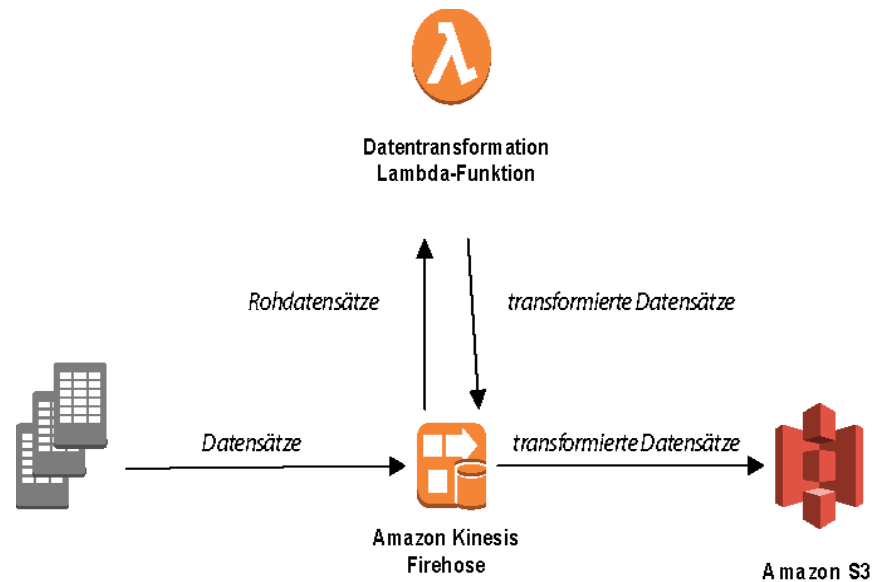 λ
Datentransformation
Lambda-Funktion
Rohdatensätze
transformierte Datensätze
Datensätze
transformierte Datensätze
Amazon Kinesis
Firehose
Amazon S3